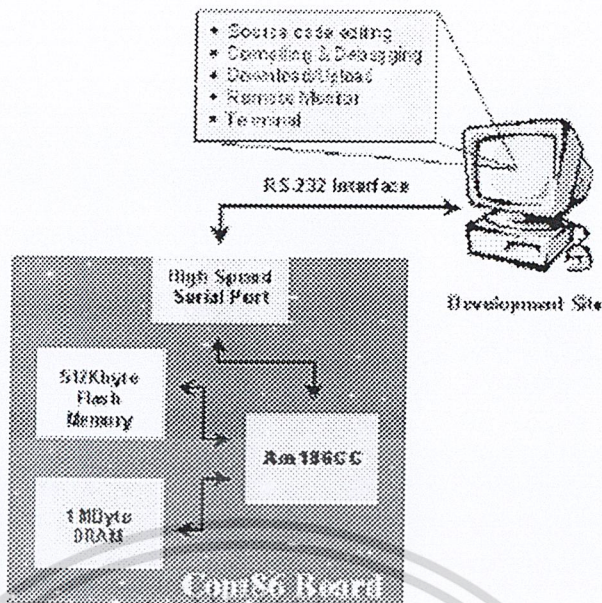 • Source code editing
• Compiling & Debugging
• Download/Upload
• Remote Monitor
• Terminal
RS-232 Interface
High Speed
Serial Port
Development Site
512Kbyte
Flash
Memory
Am186CC
1 MByte
DRAM
Com86 Board